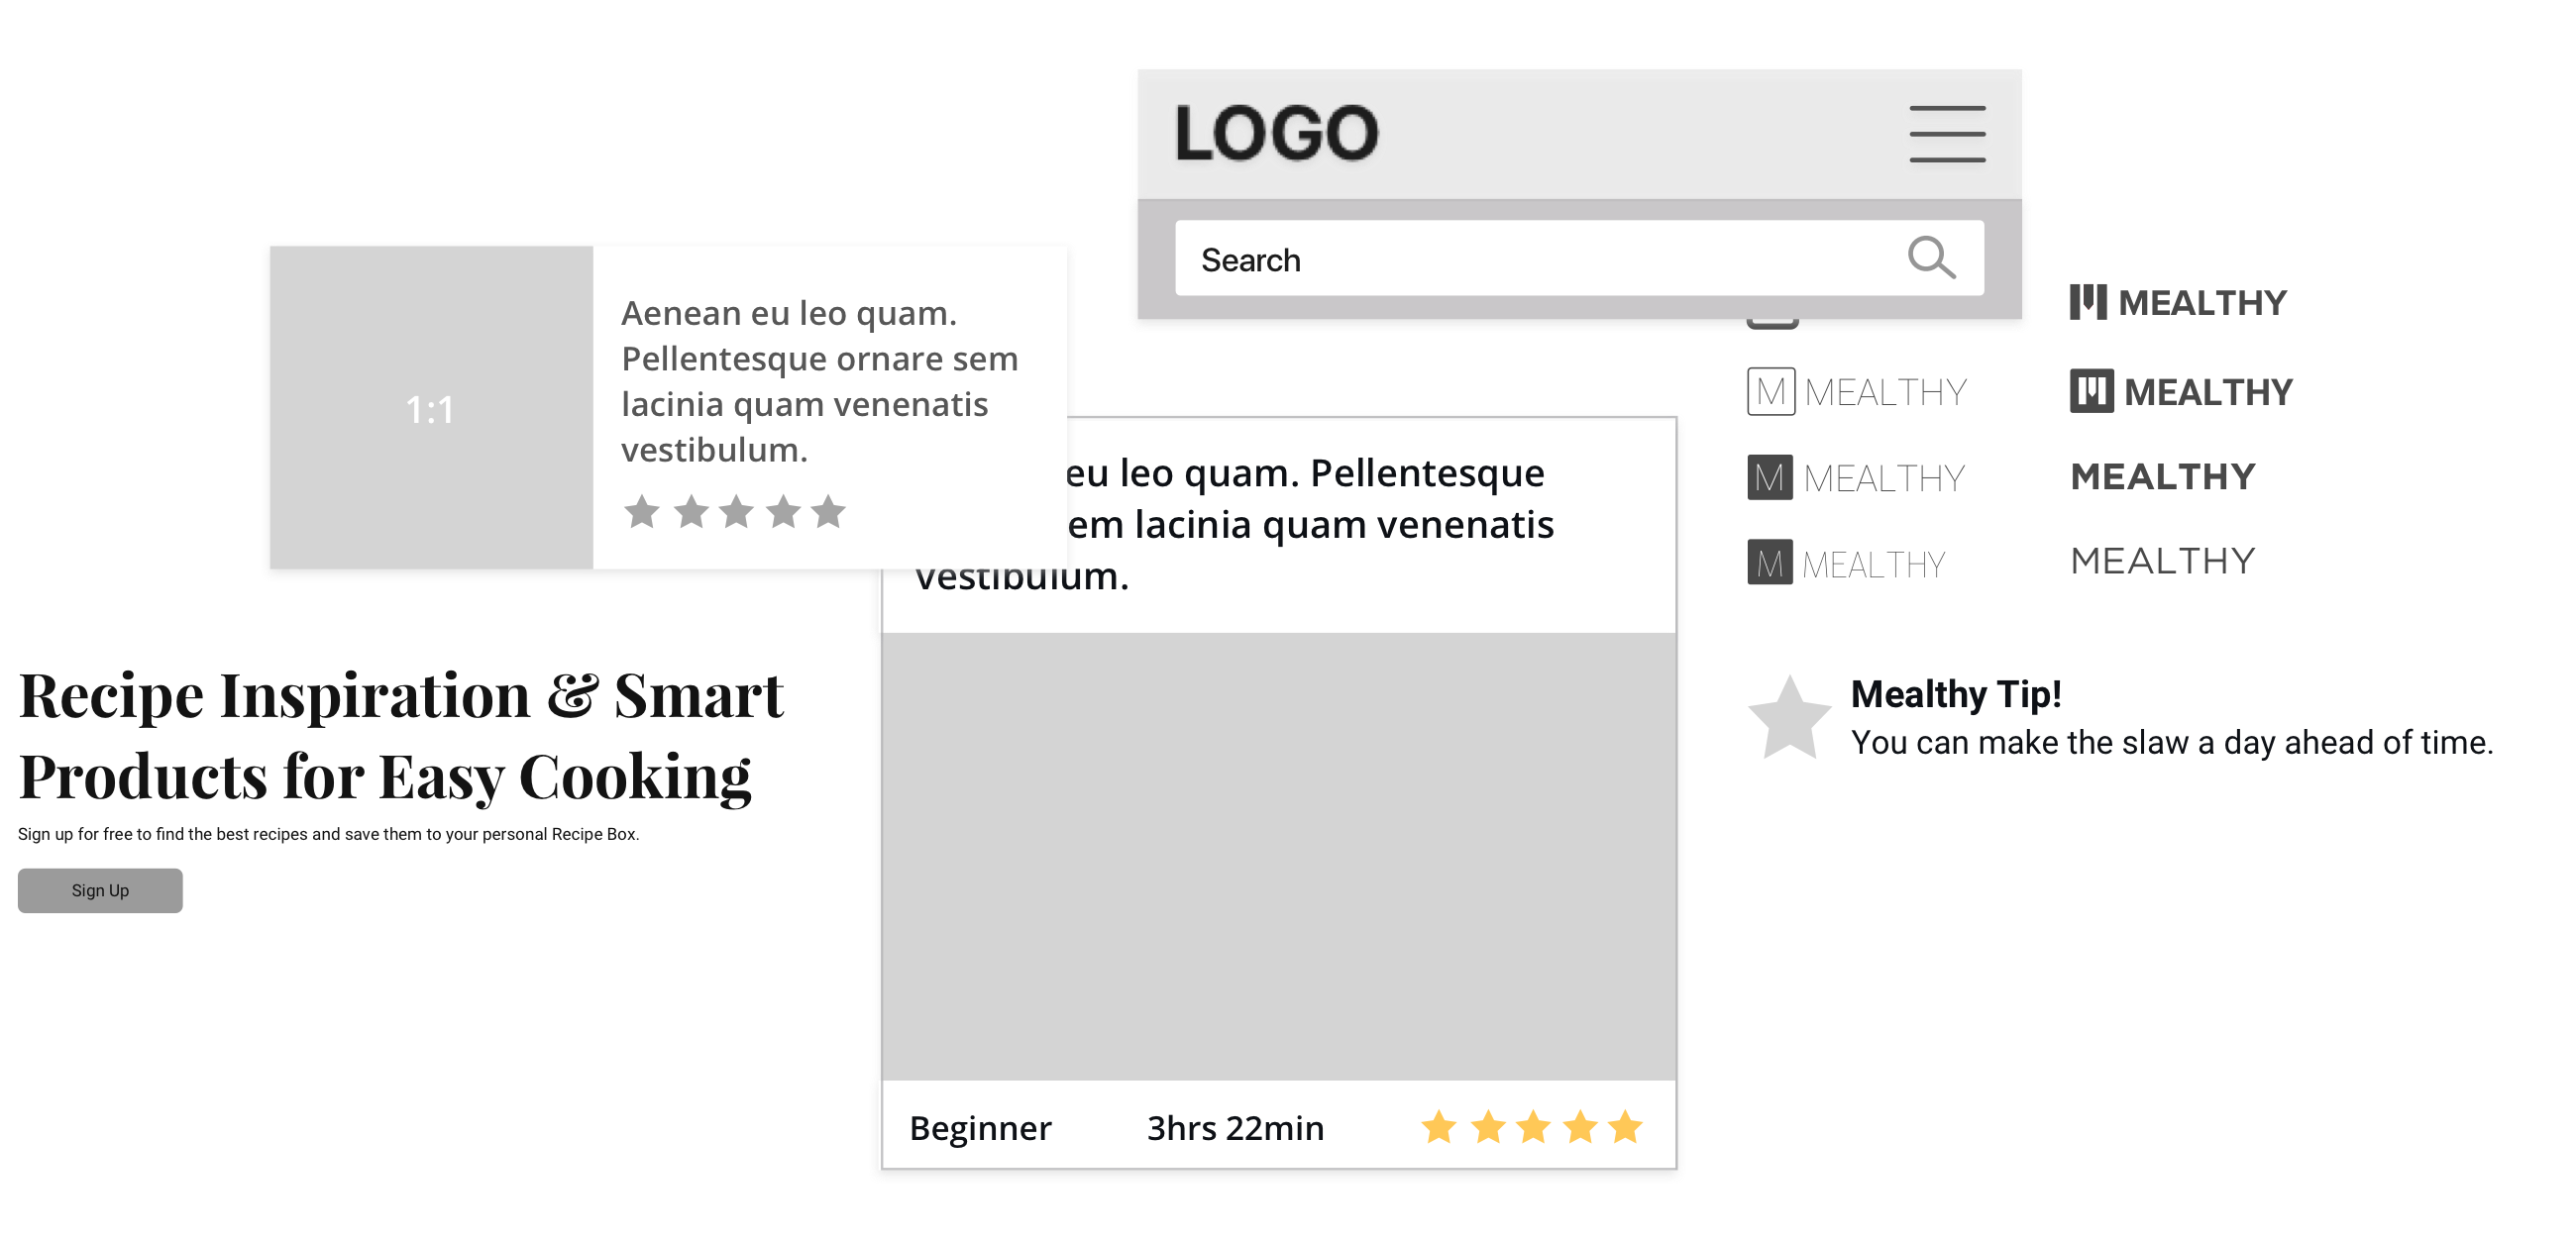 LOGO
Search
1:1
Aenean eu leo quam.
Pellentesque ornare sem
lacinia quam venenatis
vestibulum.
eu leo quam. Pellentesque
em lacinia quam venenatis
vestibulum.
Beginner 3hrs 22min
Recipe Inspiration & Smart
Products for Easy Cooking
Sign up for free to find the best recipes and save them to your personal Recipe Box.
Sign Up
M MEALTHY
M MEALTHY
M MEALTHY
MEALTHY
MEALTHY
MEALTHY
MEALTHY
Mealthy Tip!
You can make the slaw a day ahead of time.